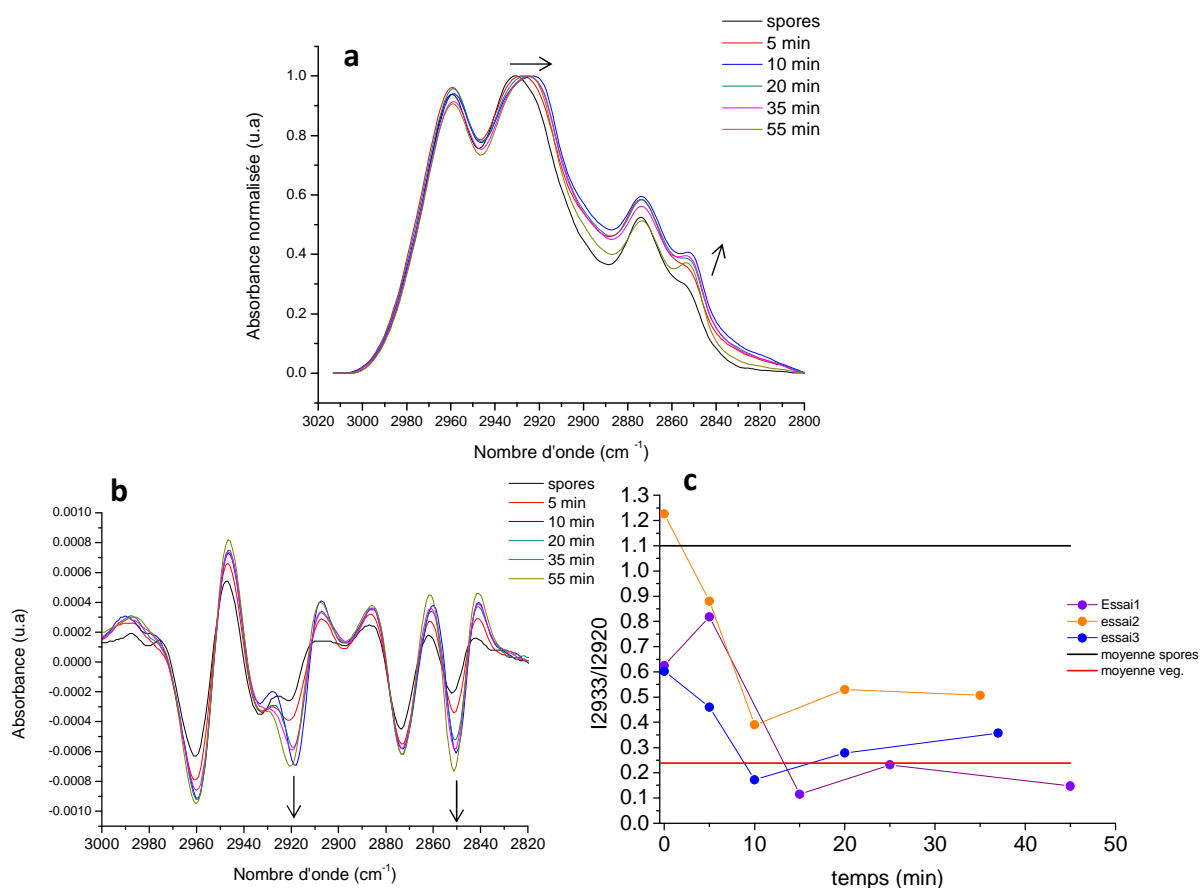 a
spores
5 min
10 min
20 min
35 min
55 min
Absorbance normalisée (u.a)
1.0
0.8
0.6
0.4
0.2
0.0
3020 3000 2980 2960 2940 2920 2900 2880 2860 2840 2820 2800
Nombre d'onde (cm -1)
b
spores
5 min
10 min
20 min
35 min
55 min
Absorbance (u.a)
0.0010
0.0008
0.0006
0.0004
0.0002
0.0000
-0.0002
-0.0004
-0.0006
-0.0008
-0.0010
3000 2980 2960 2940 2920 2900 2880 2860 2840 2820
Nombre d'onde (cm-1)
c
Essai1
essai2
essai3
moyenne spores
moyenne veg.
I2933/I2920
1.3
1.2
1.1
1.0
0.9
0.8
0.7
0.6
0.5
0.4
0.3
0.2
0.1
0.0
0 10 20 30 40 50
temps (min)